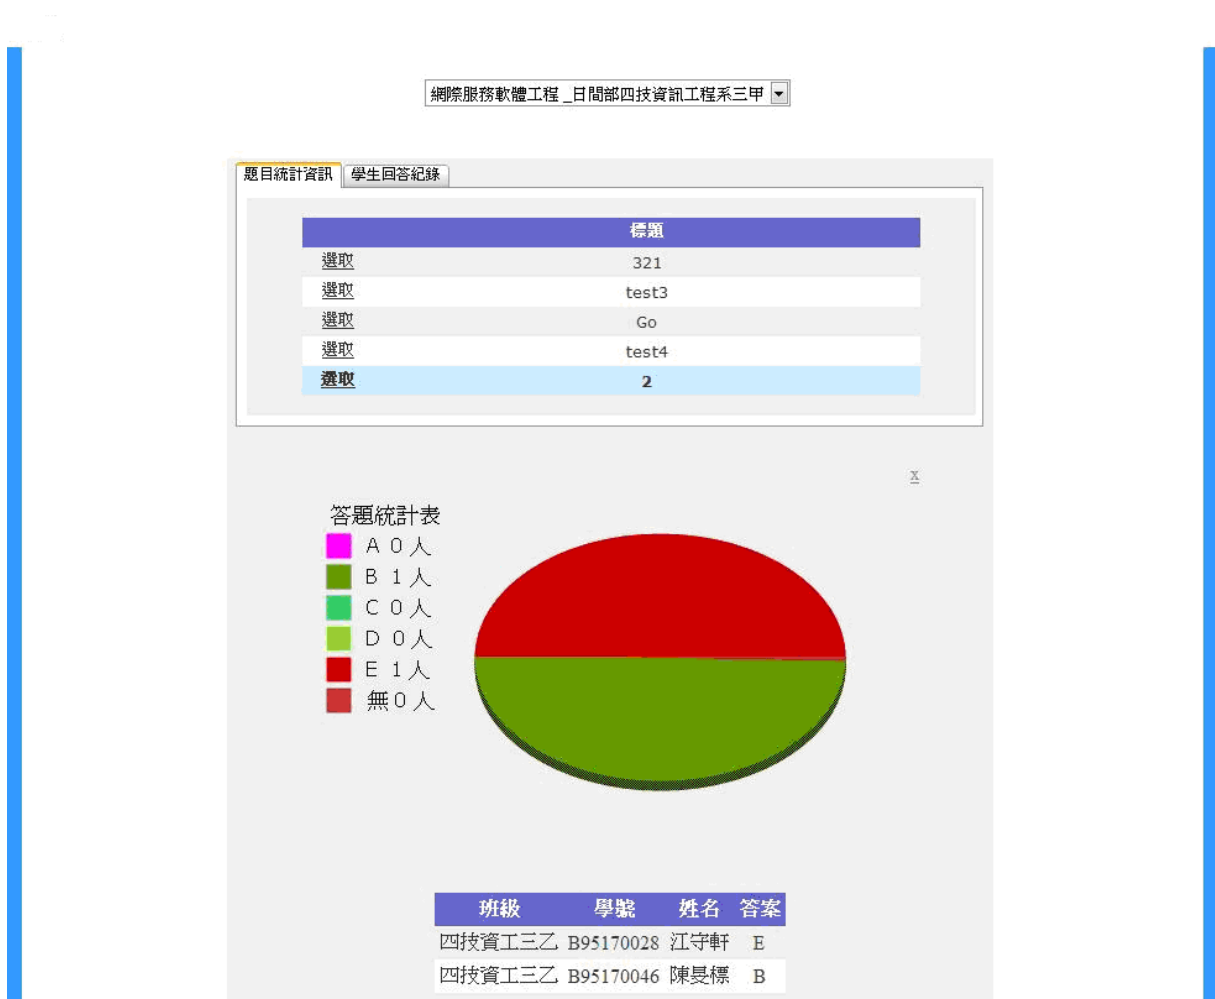 網際服務軟體工程 _日間部四技資訊工程系三甲
題目統計資訊 學生回答紀錄
標題
選取 321
選取 test3
選取 Go
選取 test4
選取 2
x
答題統計表
A 0人
B 1人
C 0人
D 0人
E 1人
無0人
班級 學號 姓名 答案
四技資工三乙 B95170028 江守軒 E
四技資工三乙 B95170046 陳旻標 B